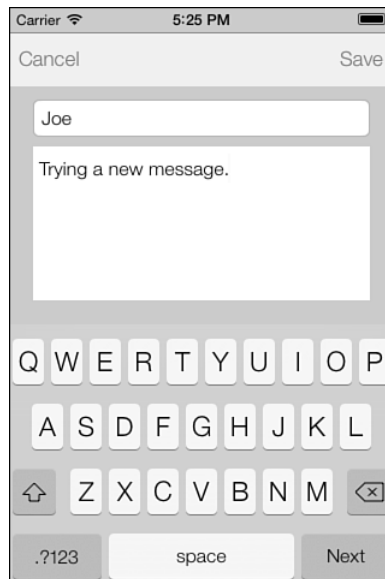 Carrier 5:25 PM
Cancel Save
Joe
Trying a new message.
Q W E R T Y U I O P
A S D F G H J K L
Z X C V B N M
.?123 space Next